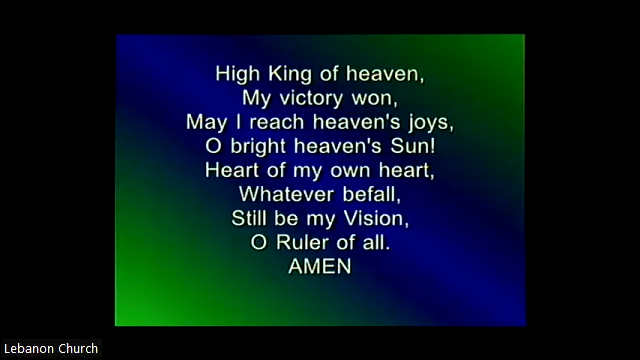 High King of heaven,
My victory won,
May I reach heaven's joys,
O bright heaven's Sun!
Heart of my own heart,
Whatever befall,
Still be my Vision,
O Ruler of all.
AMEN
Lebanon Church